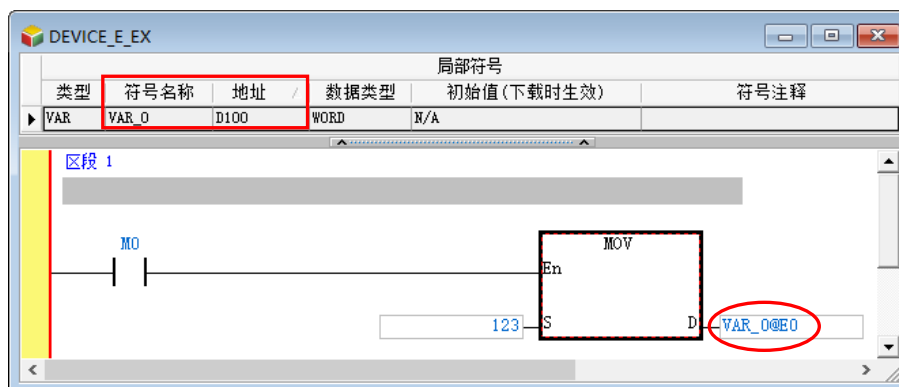 DEVICE_E_EX
局部符号
类型 符号名称 地址 数据类型 初始值(下载时生效) 符号注释
VAR VAR_0 D100 WORD N/A
区段 1
M0 MOV
En
123 S D VAR_0@E0